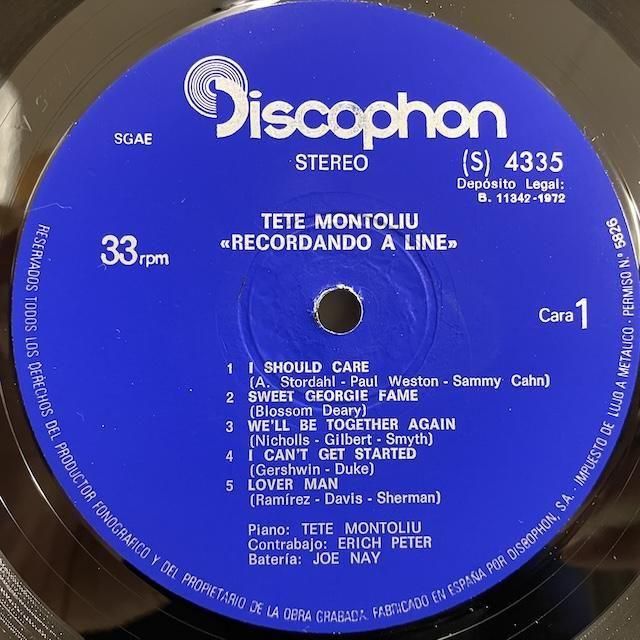 Discophon
SGAE
STEREO
(S) 4335
Depósito Legal:
B. 11342-1972
TETE MONTOLIU
«RECORDANDO A LINE»
33 rpm
Cara 1
1 I SHOULD CARE
(A. Stordahl - Paul Weston - Sammy Cahn)
2 SWEET GEORGIE FAME
(Blossom Deary)
3 WE'LL BE TOGETHER AGAIN
(Nicholls - Gilbert - Smyth)
4 I CAN'T GET STARTED
(Gershwin - Duke)
5 LOVER MAN
(Ramírez - Davis - Sherman)
Piano: TETE MONTOLIU
Contrabajo: ERICH PETER
Batería: JOE NAY
RESERVADOS TODOS LOS DERECHOS DEL PRODUCTOR FONOGRAFICO Y DEL PROPIETARIO DE LA OBRA GRABADA. FABRICADO EN ESPAÑA POR DISCOPHON, S.A. - IMPUESTO DE LUJO A METALICO - PERMISO N.º 5826